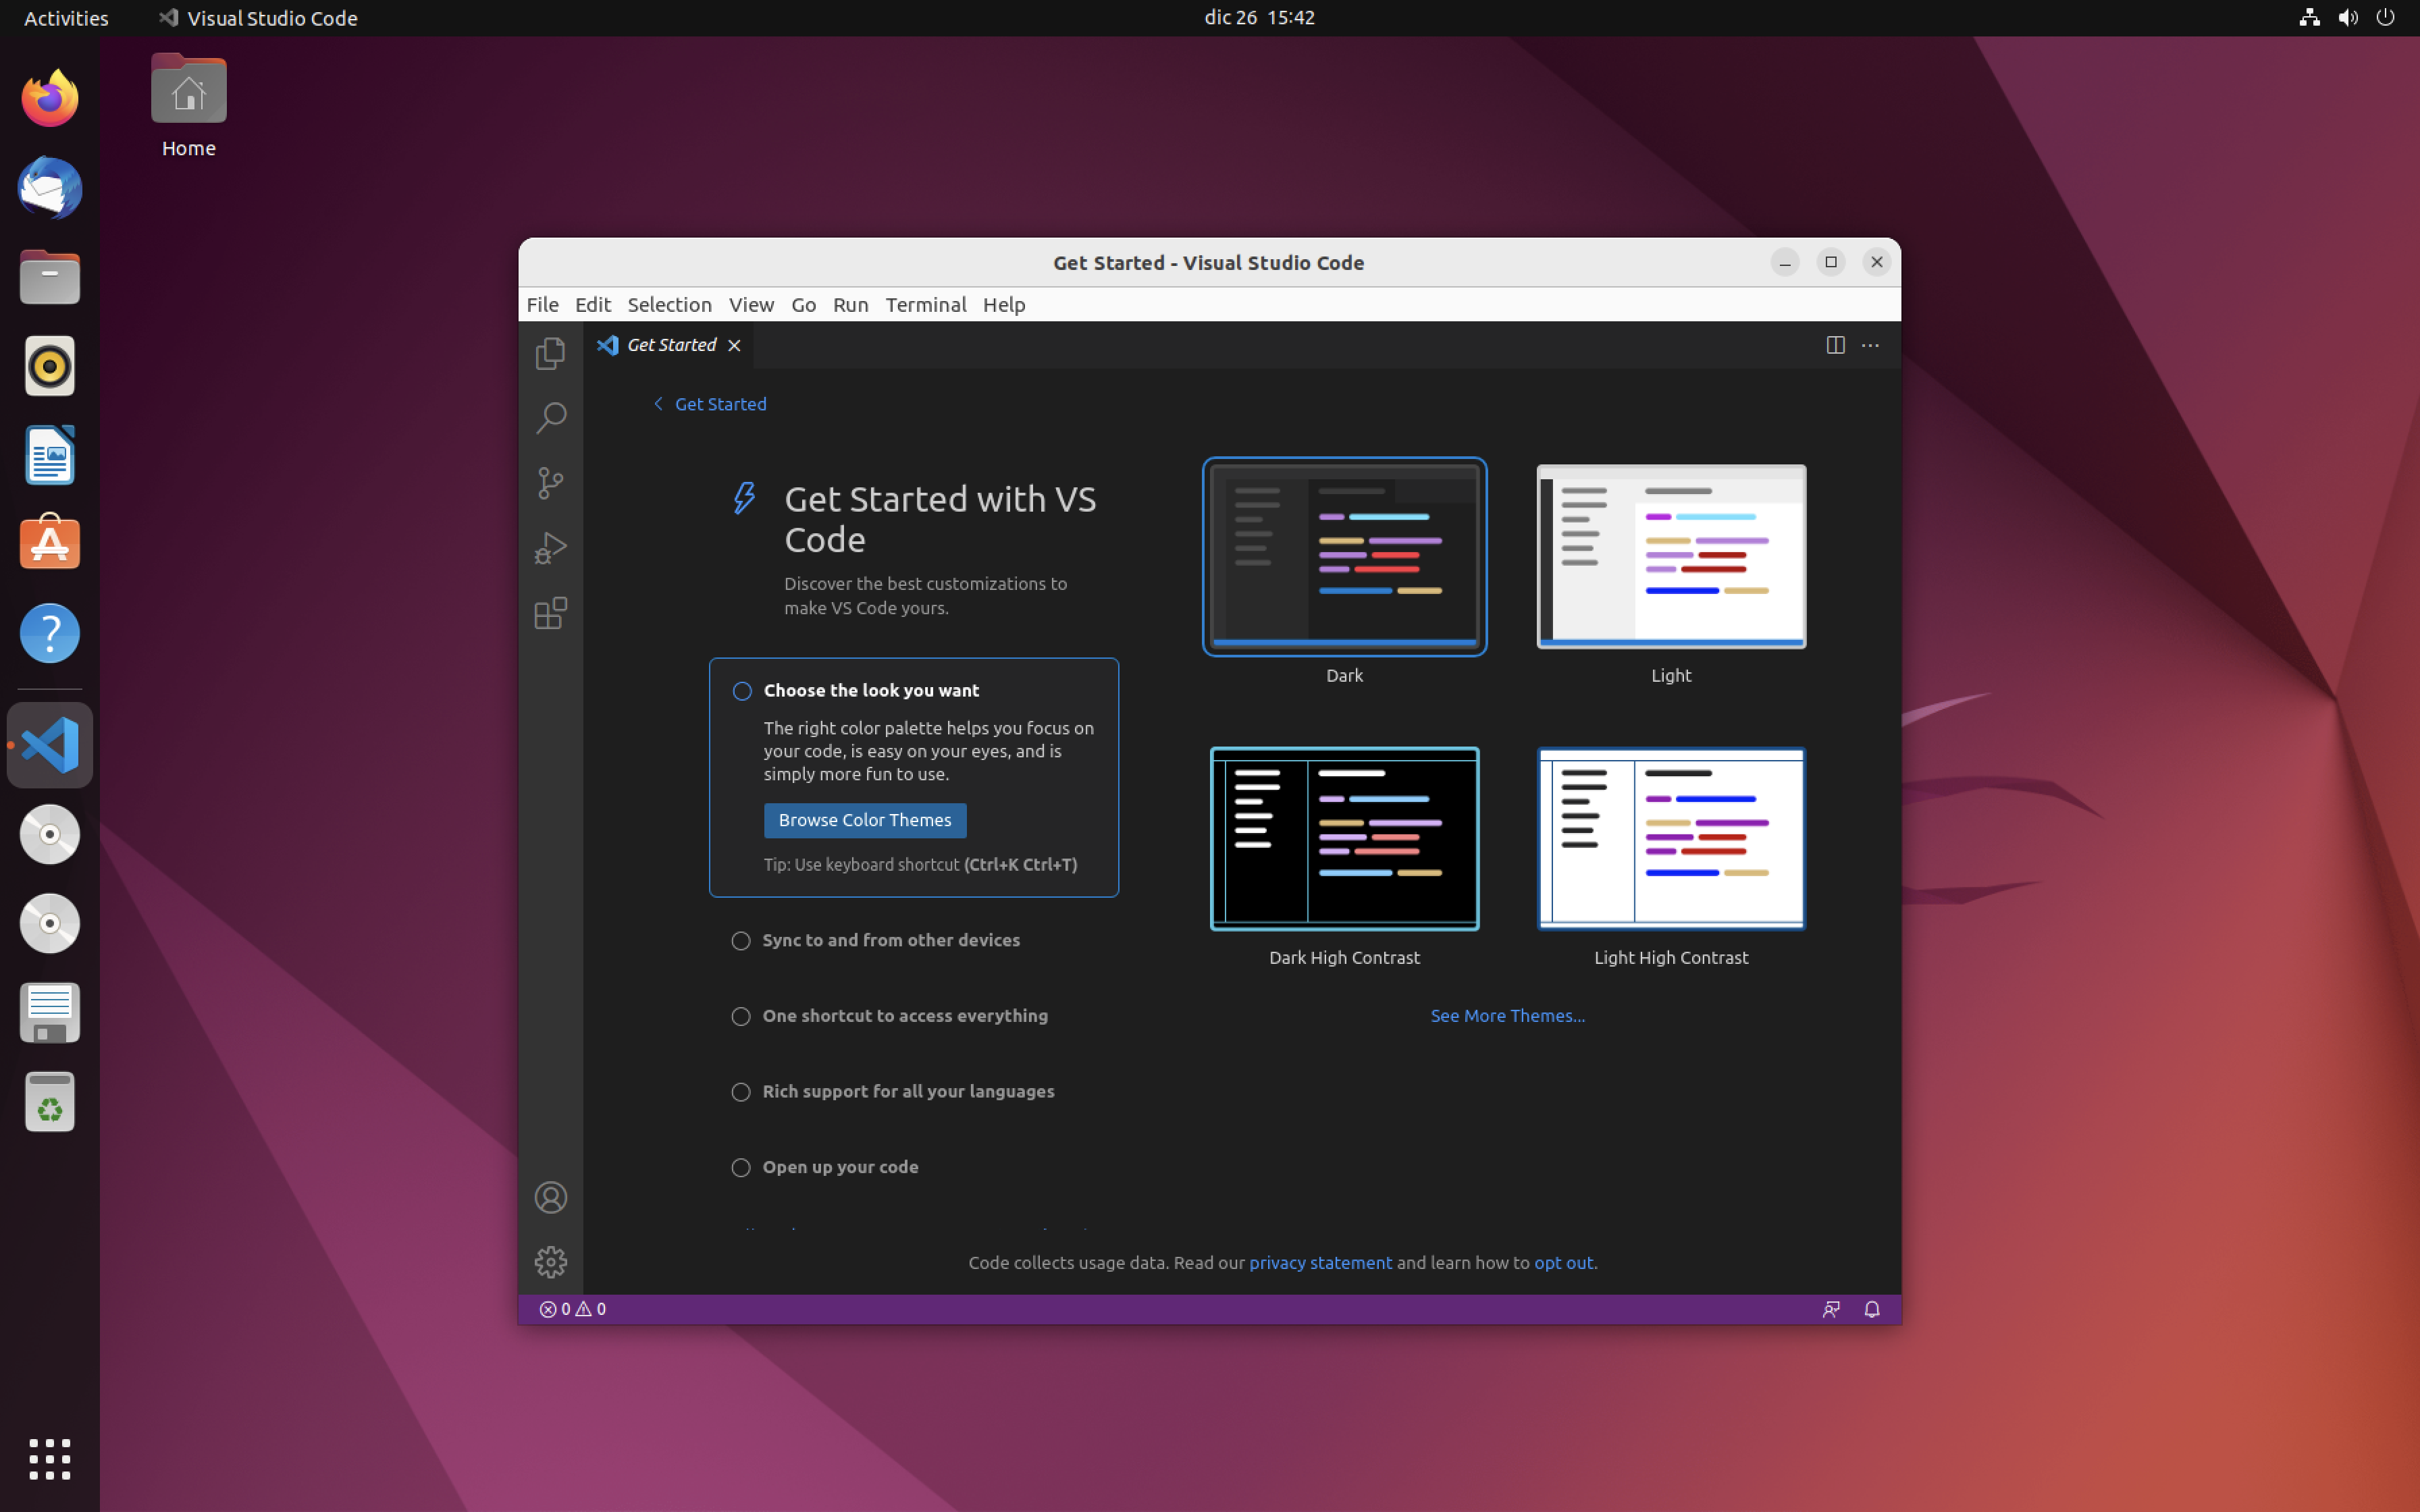 Activities
Visual Studio Code
dic 26 15:42
Home
Get Started - Visual Studio Code
File Edit Selection View Go Run Terminal Help
Get Started
Get Started
Get Started with VS
Code
Discover the best customizations to
make VS Code yours.
Choose the look you want
The right color palette helps you focus on
your code, is easy on your eyes, and is
simply more fun to use.
Browse Color Themes
Tip: Use keyboard shortcut (Ctrl+K Ctrl+T)
Sync to and from other devices
One shortcut to access everything
Rich support for all your languages
Open up your code
Dark
Light
Dark High Contrast
Light High Contrast
See More Themes...
Code collects usage data. Read our privacy statement and learn how to opt out.
0 0